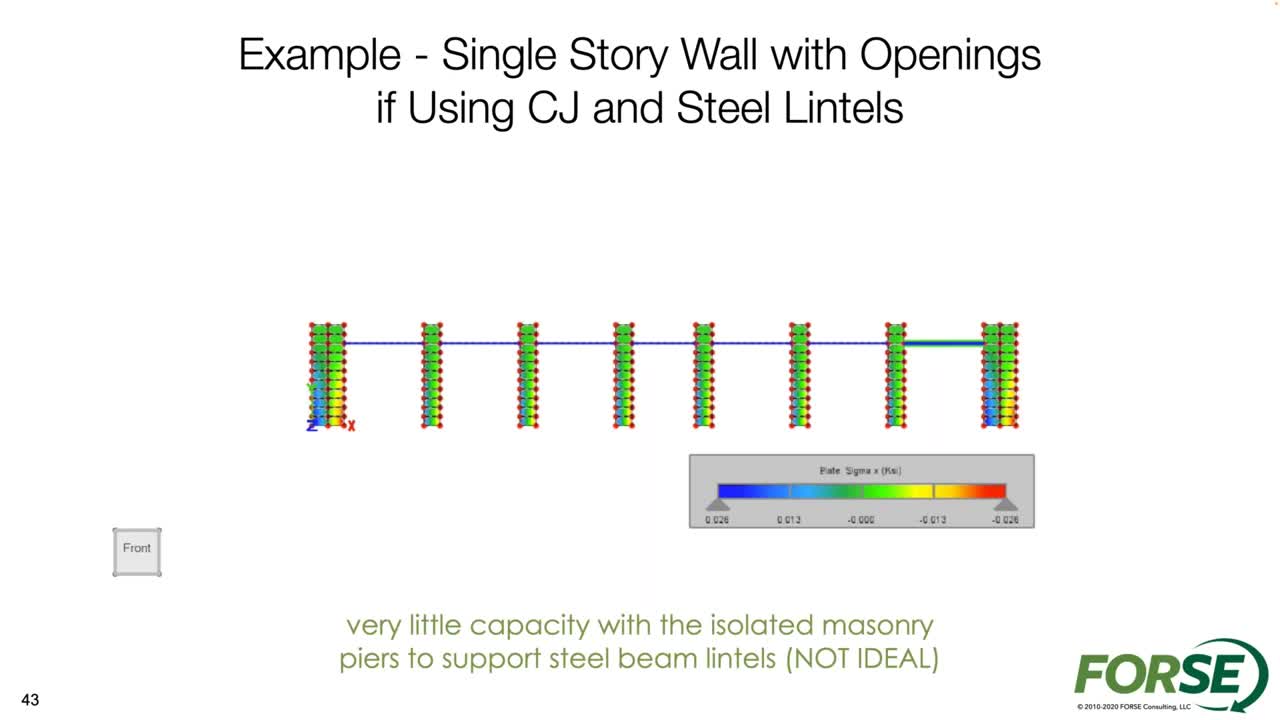 Example - Single Story Wall with Openings
if Using CJ and Steel Lintels
Y
Z
X
Plate Sigma x (Ksi)
0.026 0.013 -0.000 -0.013 -0.026
Front
very little capacity with the isolated masonry
piers to support steel beam lintels (NOT IDEAL)
43
FORSE
© 2010-2020 FORSE Consulting, LLC